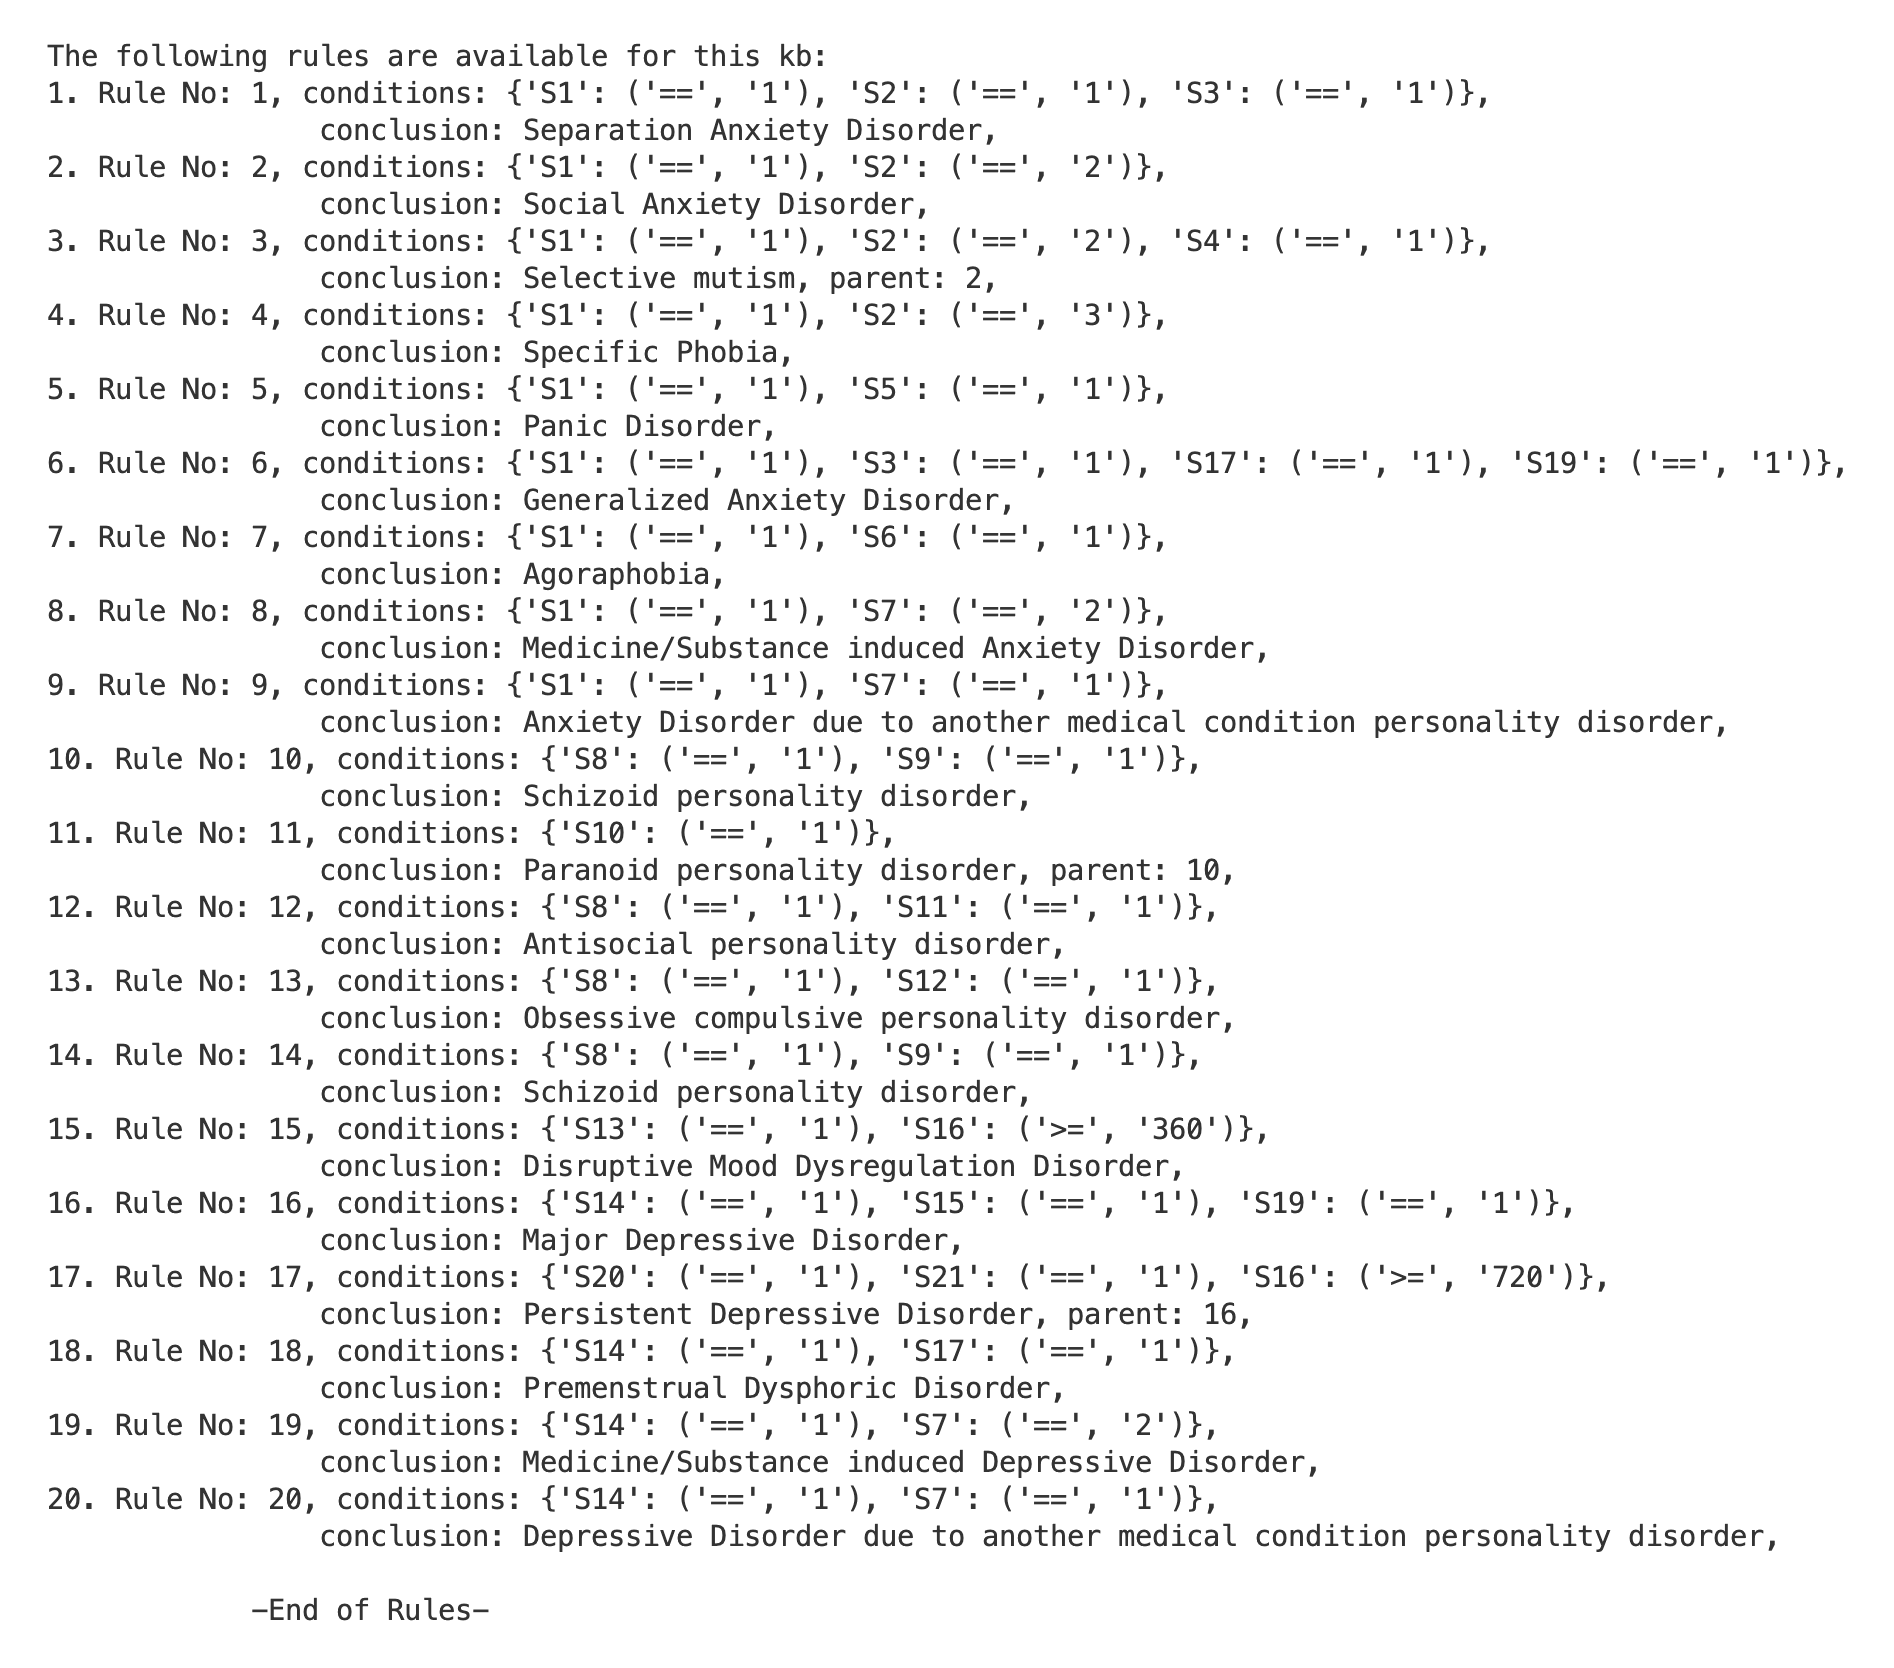 The following rules are available for this kb:
1. Rule No: 1, conditions: {'S1': ('==', '1'), 'S2': ('==', '1'), 'S3': ('==', '1')},
conclusion: Separation Anxiety Disorder,
2. Rule No: 2, conditions: {'S1': ('==', '1'), 'S2': ('==', '2')},
conclusion: Social Anxiety Disorder,
3. Rule No: 3, conditions: {'S1': ('==', '1'), 'S2': ('==', '2'), 'S4': ('==', '1')},
conclusion: Selective mutism, parent: 2,
4. Rule No: 4, conditions: {'S1': ('==', '1'), 'S2': ('==', '3')},
conclusion: Specific Phobia,
5. Rule No: 5, conditions: {'S1': ('==', '1'), 'S5': ('==', '1')},
conclusion: Panic Disorder,
6. Rule No: 6, conditions: {'S1': ('==', '1'), 'S3': ('==', '1'), 'S17': ('==', '1'), 'S19': ('==', '1')},
conclusion: Generalized Anxiety Disorder,
7. Rule No: 7, conditions: {'S1': ('==', '1'), 'S6': ('==', '1')},
conclusion: Agoraphobia,
8. Rule No: 8, conditions: {'S1': ('==', '1'), 'S7': ('==', '2')},
conclusion: Medicine/Substance induced Anxiety Disorder,
9. Rule No: 9, conditions: {'S1': ('==', '1'), 'S7': ('==', '1')},
conclusion: Anxiety Disorder due to another medical condition personality disorder,
10. Rule No: 10, conditions: {'S8': ('==', '1'), 'S9': ('==', '1')},
conclusion: Schizoid personality disorder,
11. Rule No: 11, conditions: {'S10': ('==', '1')},
conclusion: Paranoid personality disorder, parent: 10,
12. Rule No: 12, conditions: {'S8': ('==', '1'), 'S11': ('==', '1')},
conclusion: Antisocial personality disorder,
13. Rule No: 13, conditions: {'S8': ('==', '1'), 'S12': ('==', '1')},
conclusion: Obsessive compulsive personality disorder,
14. Rule No: 14, conditions: {'S8': ('==', '1'), 'S9': ('==', '1')},
conclusion: Schizoid personality disorder,
15. Rule No: 15, conditions: {'S13': ('==', '1'), 'S16': ('>=', '360')},
conclusion: Disruptive Mood Dysregulation Disorder,
16. Rule No: 16, conditions: {'S14': ('==', '1'), 'S15': ('==', '1'), 'S19': ('==', '1')},
conclusion: Major Depressive Disorder,
17. Rule No: 17, conditions: {'S20': ('==', '1'), 'S21': ('==', '1'), 'S16': ('>=', '720')},
conclusion: Persistent Depressive Disorder, parent: 16,
18. Rule No: 18, conditions: {'S14': ('==', '1'), 'S17': ('==', '1')},
conclusion: Premenstrual Dysphoric Disorder,
19. Rule No: 19, conditions: {'S14': ('==', '1'), 'S7': ('==', '2')},
conclusion: Medicine/Substance induced Depressive Disorder,
20. Rule No: 20, conditions: {'S14': ('==', '1'), 'S7': ('==', '1')},
conclusion: Depressive Disorder due to another medical condition personality disorder,
—End of Rules—